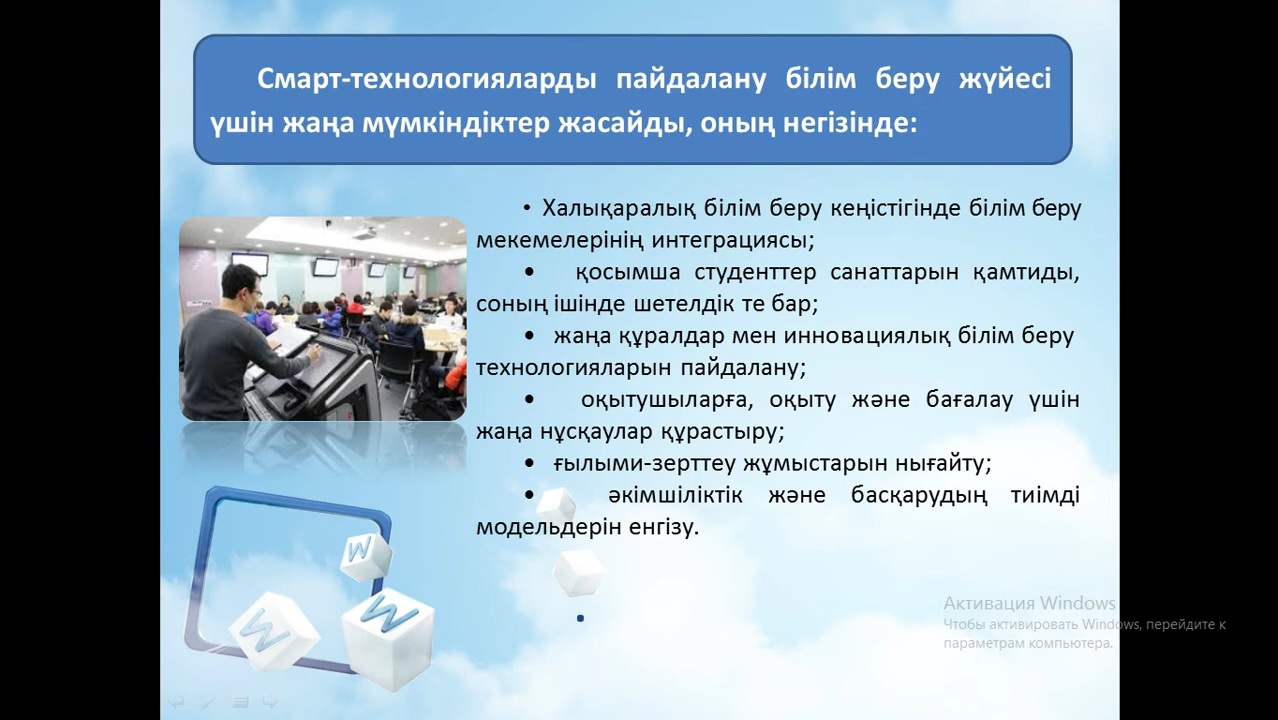 Смарт-технологияларды пайдалану білім беру жүйесі
үшін жаңа мүмкіндіктер жасайды, оның негізінде:
• Халықаралық білім беру кеңістігінде білім беру
мекемелерінің интеграциясы;
• қосымша студенттер санаттарын қамтиды,
соның ішінде шетелдік те бар;
• жаңа құралдар мен инновациялық білім беру
технологияларын пайдалану;
• оқытушыларға, оқыту және бағалау үшін
жаңа нұсқаулар құрастыру;
• ғылыми-зерттеу жұмыстарын нығайту;
• әкімшіліктік және басқарудың тиімді
модельдерін енгізу.
•
W
W
W
Активация Windows
Чтобы активировать Windows, перейдите к
параметрам компьютера.